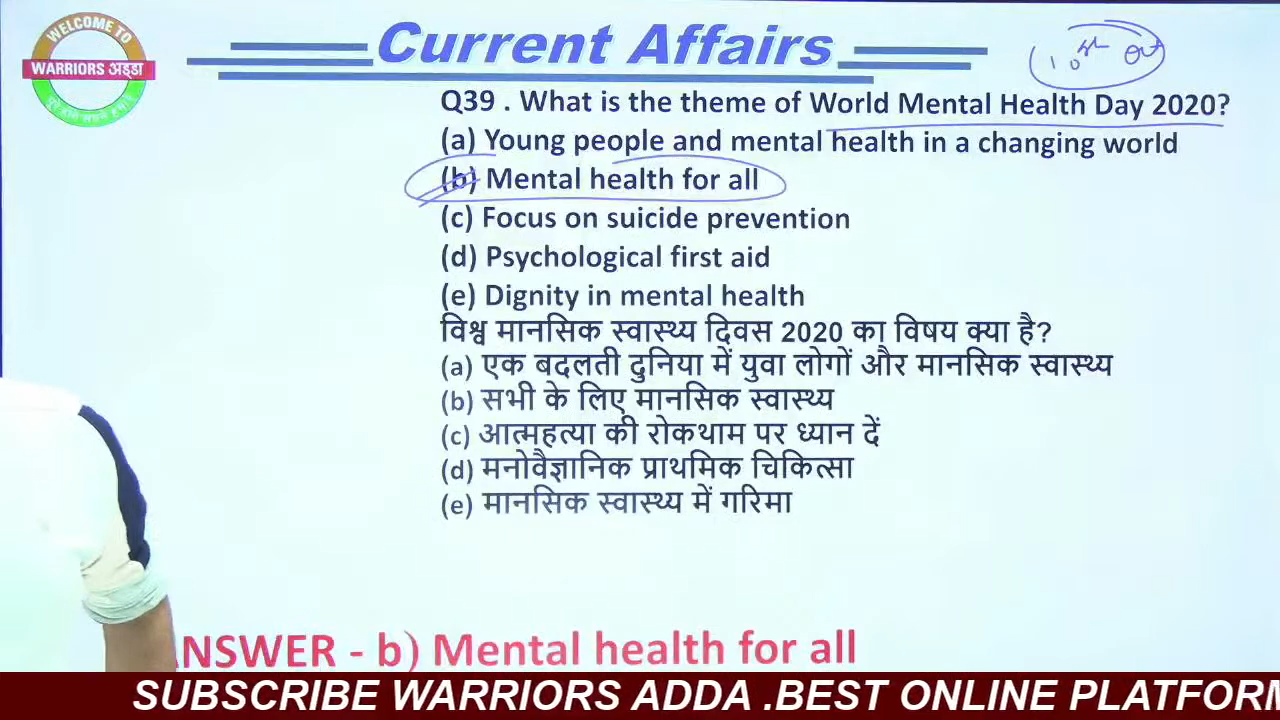 WELCOME TO
WARRIORS अड्डा
Current Affairs
10th Oct
Q39 . What is the theme of World Mental Health Day 2020?
(a) Young people and mental health in a changing world
(b) Mental health for all
(c) Focus on suicide prevention
(d) Psychological first aid
(e) Dignity in mental health
विश्व मानसिक स्वास्थ्य दिवस 2020 का विषय क्या है?
(a) एक बदलती दुनिया में युवा लोगों और मानसिक स्वास्थ्य
(b) सभी के लिए मानसिक स्वास्थ्य
(c) आत्महत्या की रोकथाम पर ध्यान दें
(d) मनोवैज्ञानिक प्राथमिक चिकित्सा
(e) मानसिक स्वास्थ्य में गरिमा
NSWER - b) Mental health for all
SUBSCRIBE WARRIORS ADDA .BEST ONLINE PLATFORM